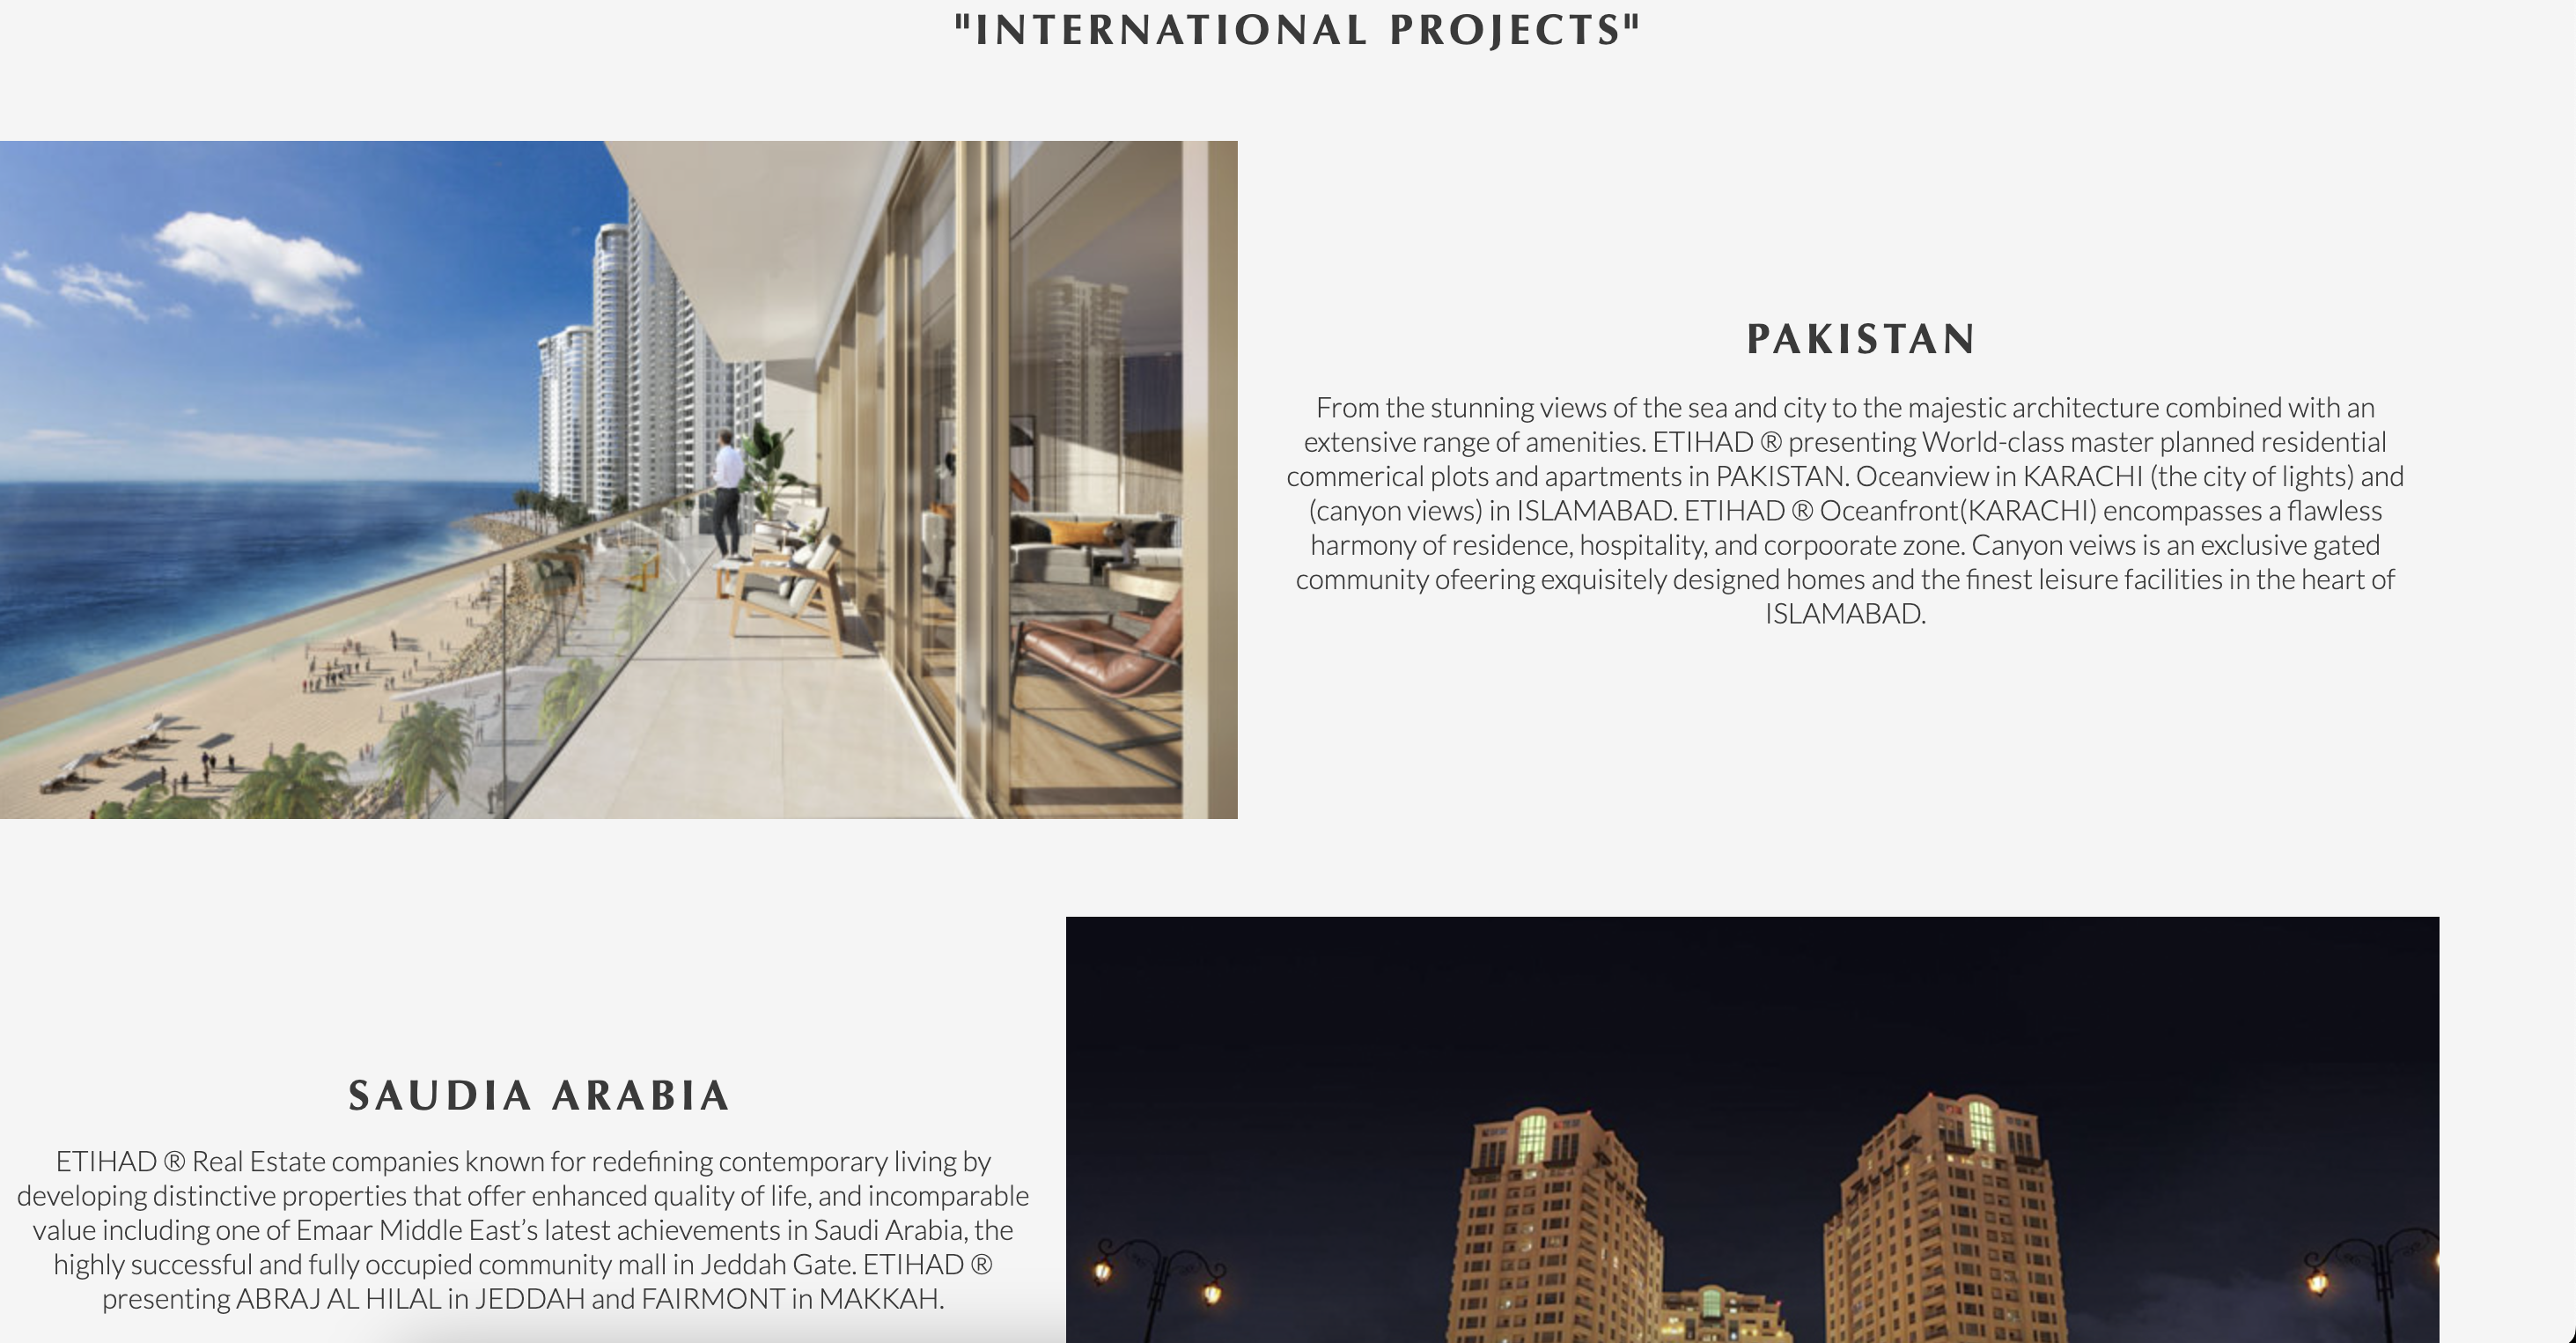 "INTERNATIONAL PROJECTS"
PAKISTAN
From the stunning views of the sea and city to the majestic architecture combined with an
extensive range of amenities. ETIHAD ® presenting World-class master planned residential
commerical plots and apartments in PAKISTAN. Oceanview in KARACHI (the city of lights) and
(canyon views) in ISLAMABAD. ETIHAD ® Oceanfront(KARACHI) encompasses a flawless
harmony of residence, hospitality, and corpoorate zone. Canyon veiws is an exclusive gated
community ofeering exquisitely designed homes and the finest leisure facilities in the heart of
ISLAMABAD.
SAUDIA ARABIA
ETIHAD ® Real Estate companies known for redefining contemporary living by
developing distinctive properties that offer enhanced quality of life, and incomparable
value including one of Emaar Middle East’s latest achievements in Saudi Arabia, the
highly successful and fully occupied community mall in Jeddah Gate. ETIHAD ®
presenting ABRAJ AL HILAL in JEDDAH and FAIRMONT in MAKKAH.